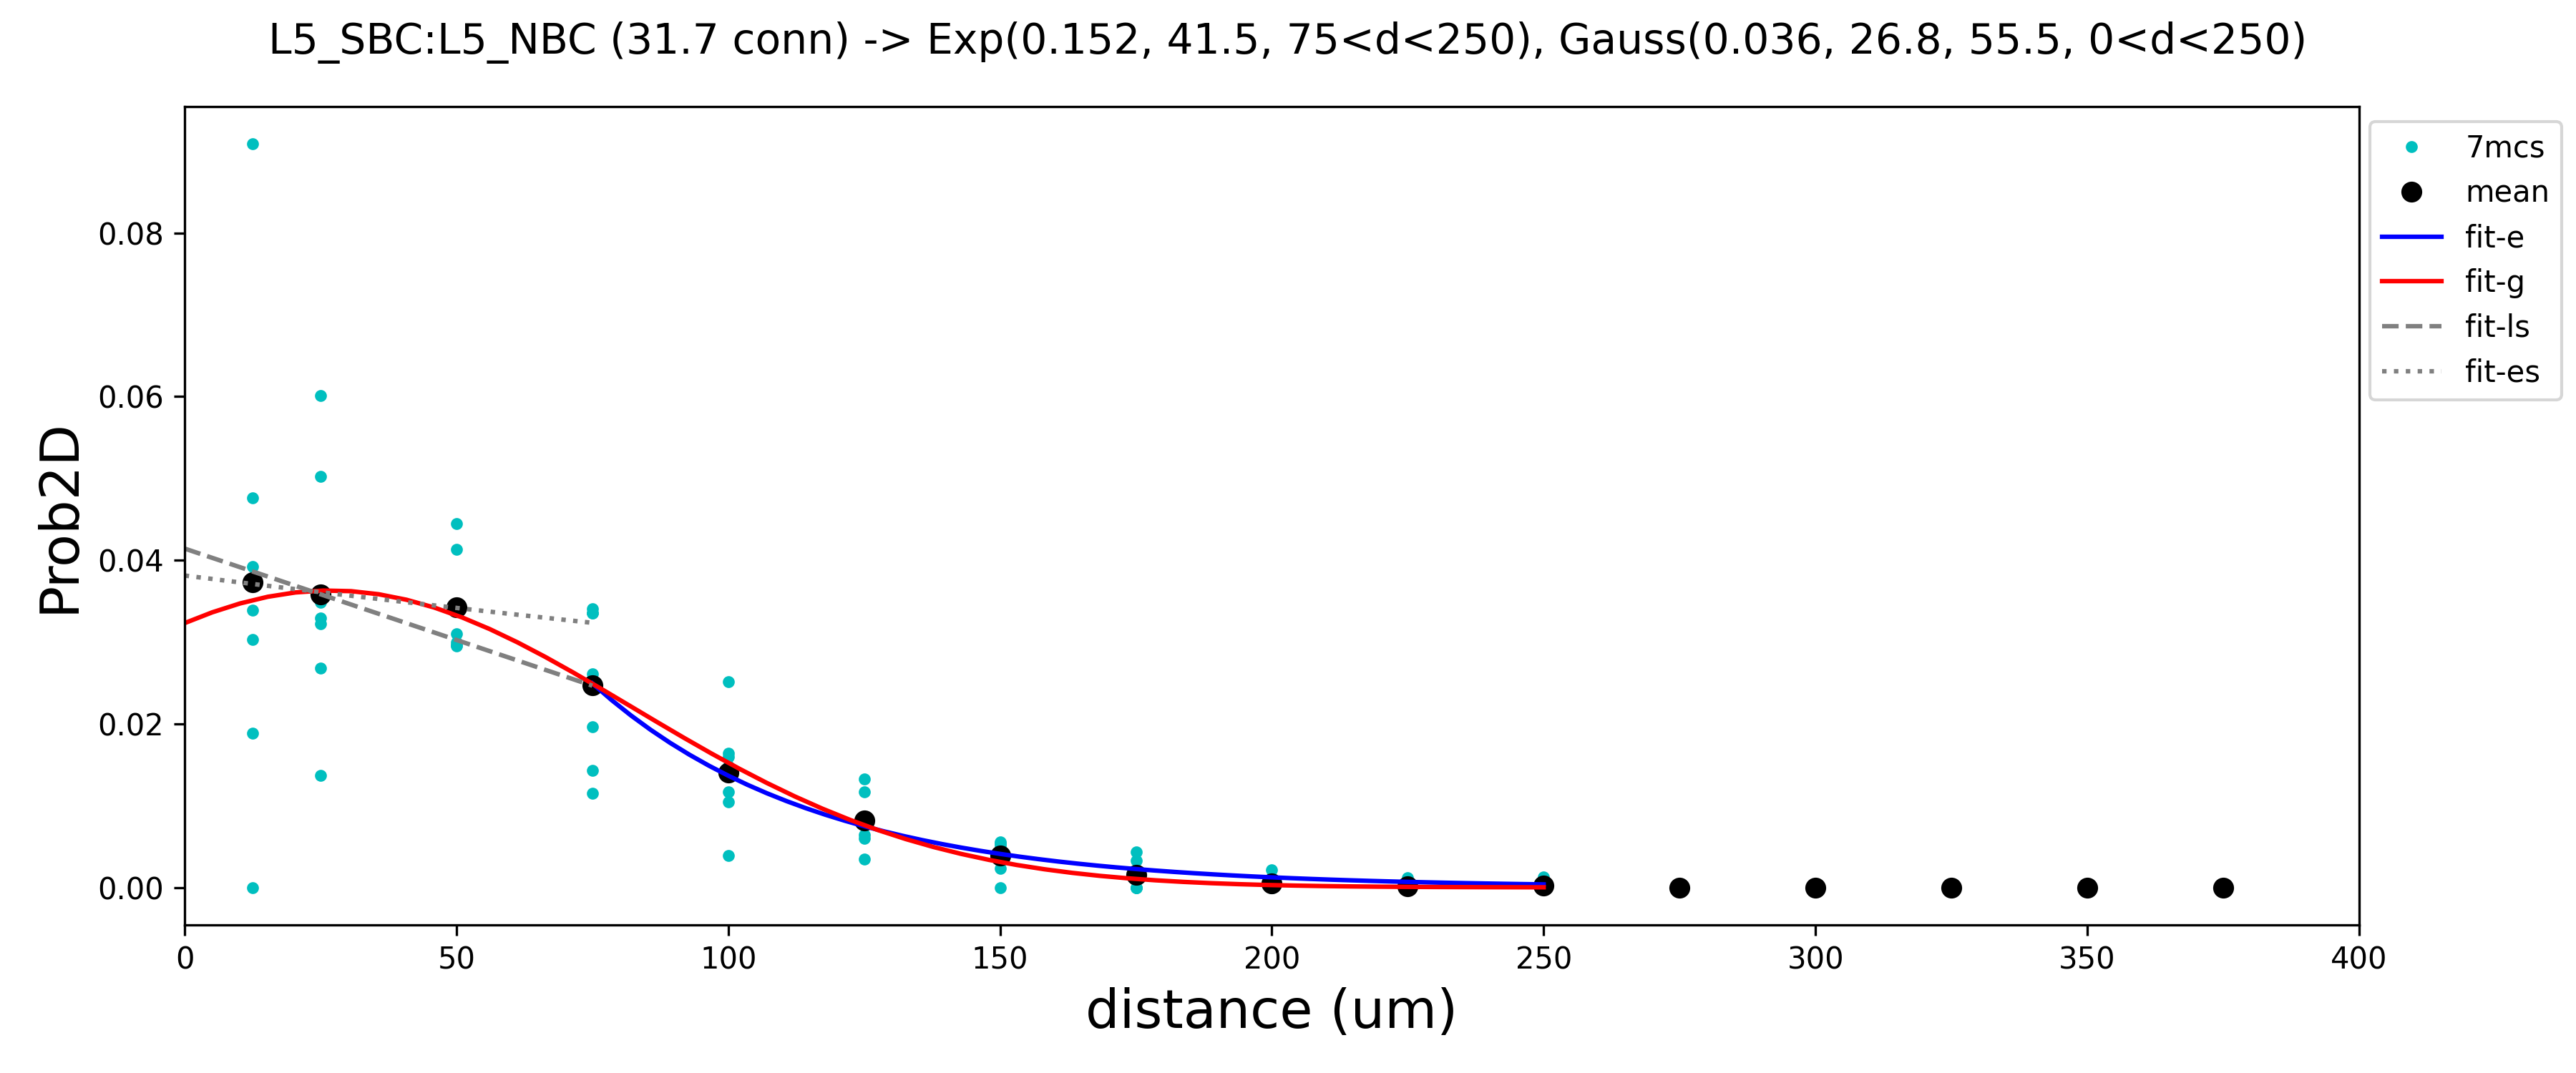 L5_SBC:L5_NBC (31.7 conn) -> Exp(0.152, 41.5, 75<d<250), Gauss(0.036, 26.8, 55.5, 0<d<250)
7mcs
mean
fit-e
fit-g
fit-ls
fit-es
Prob2D
0.08
0.06
0.04
0.02
0.00
0 50 100 150 200 250 300 350 400
distance (um)